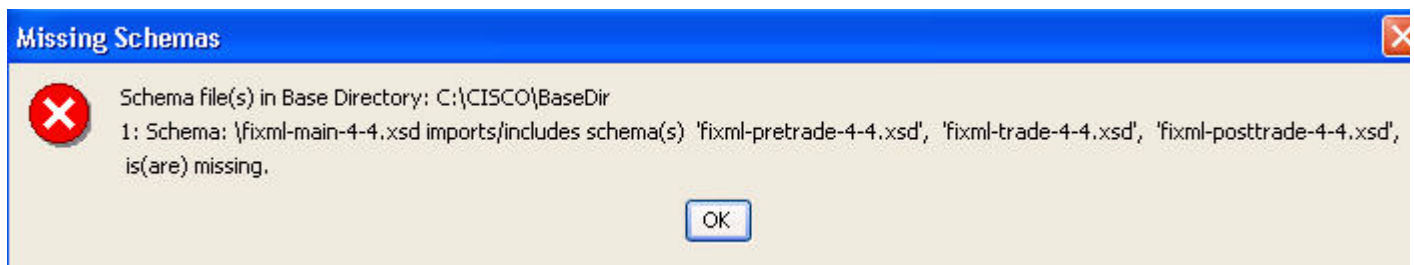 Missing Schemas
Schema file(s) in Base Directory: C:\CISCO\BaseDir
1: Schema: \fixml-main-4-4.xsd imports/includes schema(s) 'fixml-pretrade-4-4.xsd', 'fixml-trade-4-4.xsd', 'fixml-posttrade-4-4.xsd',
is(are) missing.
OK